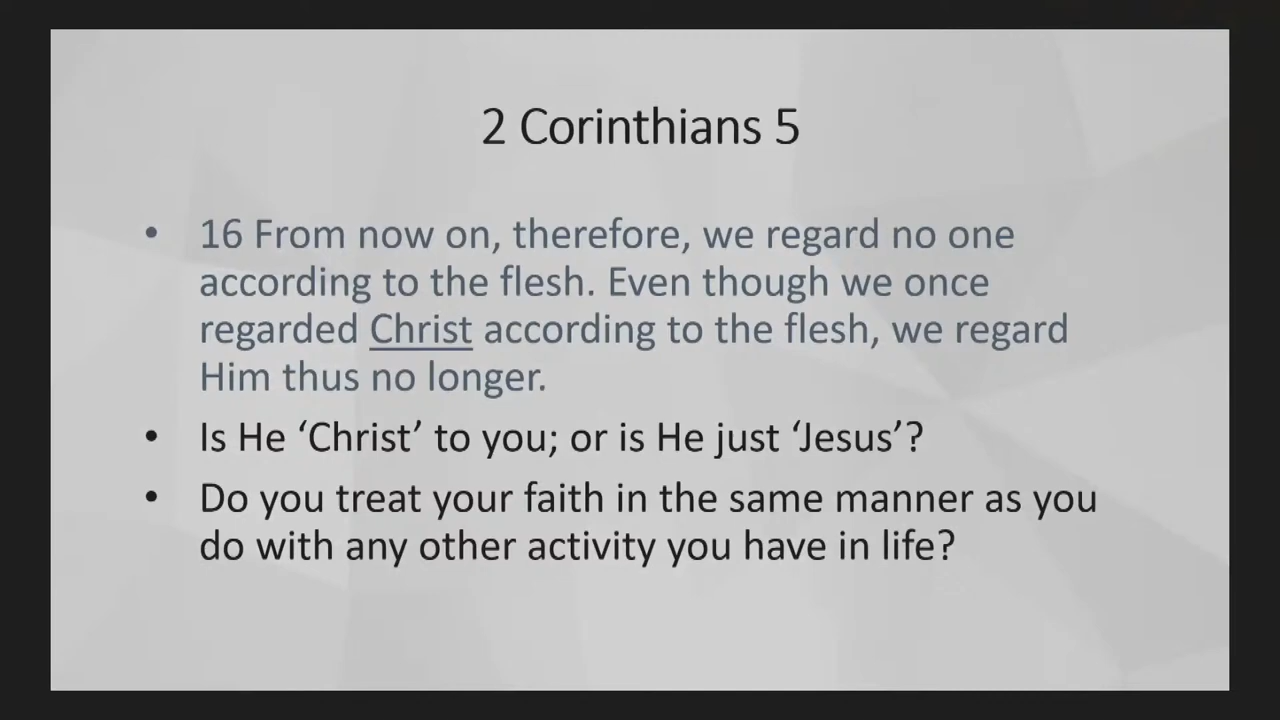 2 Corinthians 5
• 16 From now on, therefore, we regard no one
according to the flesh. Even though we once
regarded Christ according to the flesh, we regard
Him thus no longer.
• Is He ‘Christ’ to you; or is He just ‘Jesus’?
• Do you treat your faith in the same manner as you
do with any other activity you have in life?